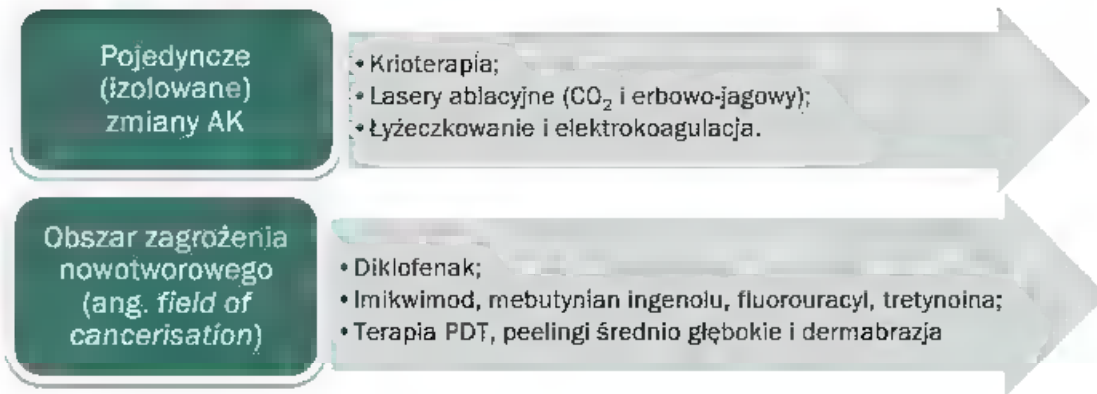 Pojedyncze
(izolowane)
zmiany AK
• Krioterapia;
• Lasery ablacyjne (CO₂ i erbowo-jagowy);
• Łyżeczkowanie i elektrokoagulacja.
Obszar zagrożenia
nowotworowego
(ang. field of
cancerisation)
• Diklofenak;
• Imikwimod, mebutynian ingenolu, fluorouracyl, tretynoina;
• Terapia PDT, peelingi średnio głębokie i dermabrazja